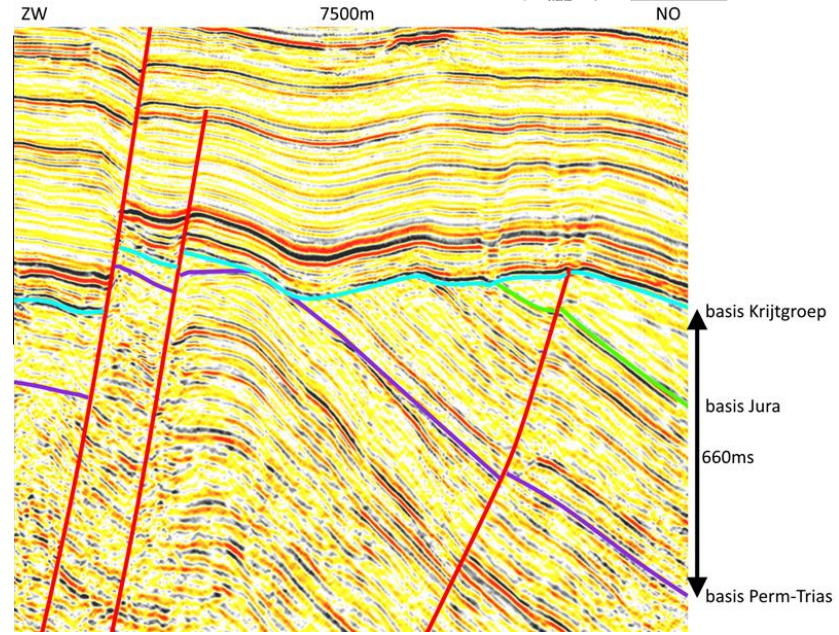 ZW 7500m NO
basis Krijtgroep
basis Jura
660ms
basis Perm-Trias